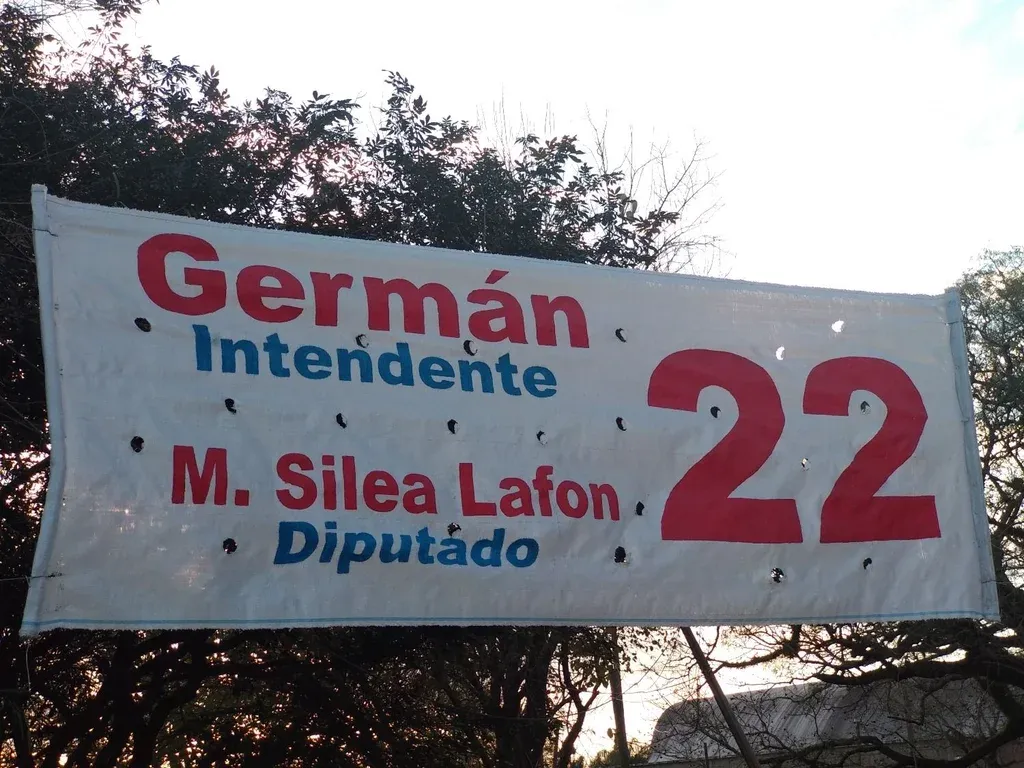 Germán
Intendente
M. Silea Lafon
Diputado
22